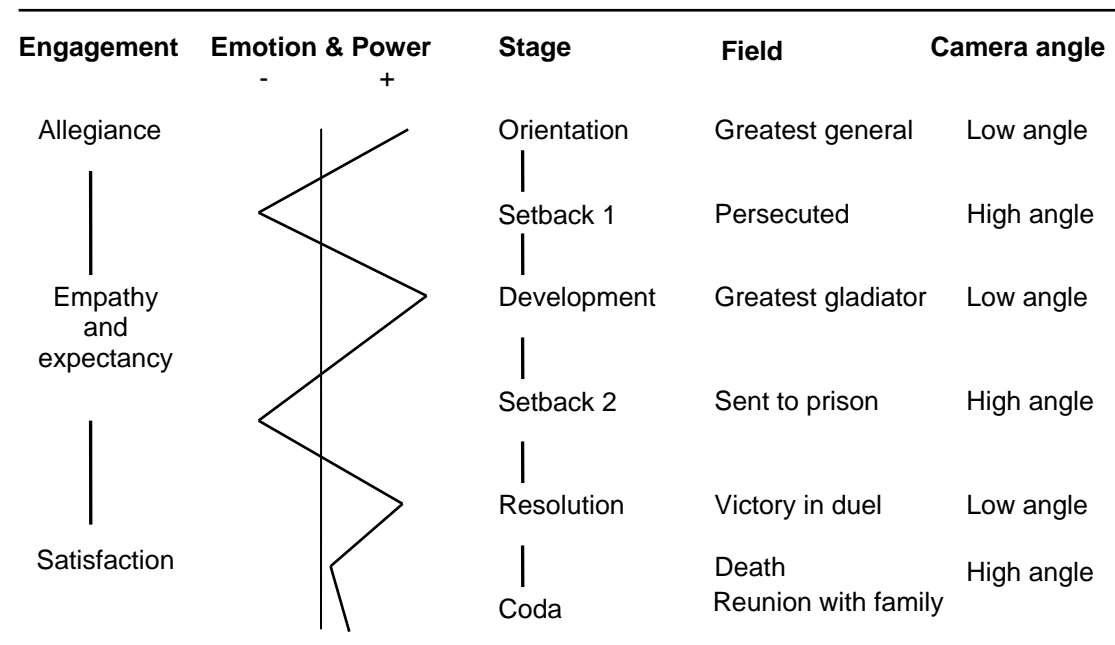 Engagement Emotion & Power Stage Field Camera angle
- +
Allegiance Orientation Greatest general Low angle
Setback 1 Persecuted High angle
Empathy Development Greatest gladiator Low angle
and
expectancy
Setback 2 Sent to prison High angle
Resolution Victory in duel Low angle
Satisfaction Death High angle
Coda Reunion with family